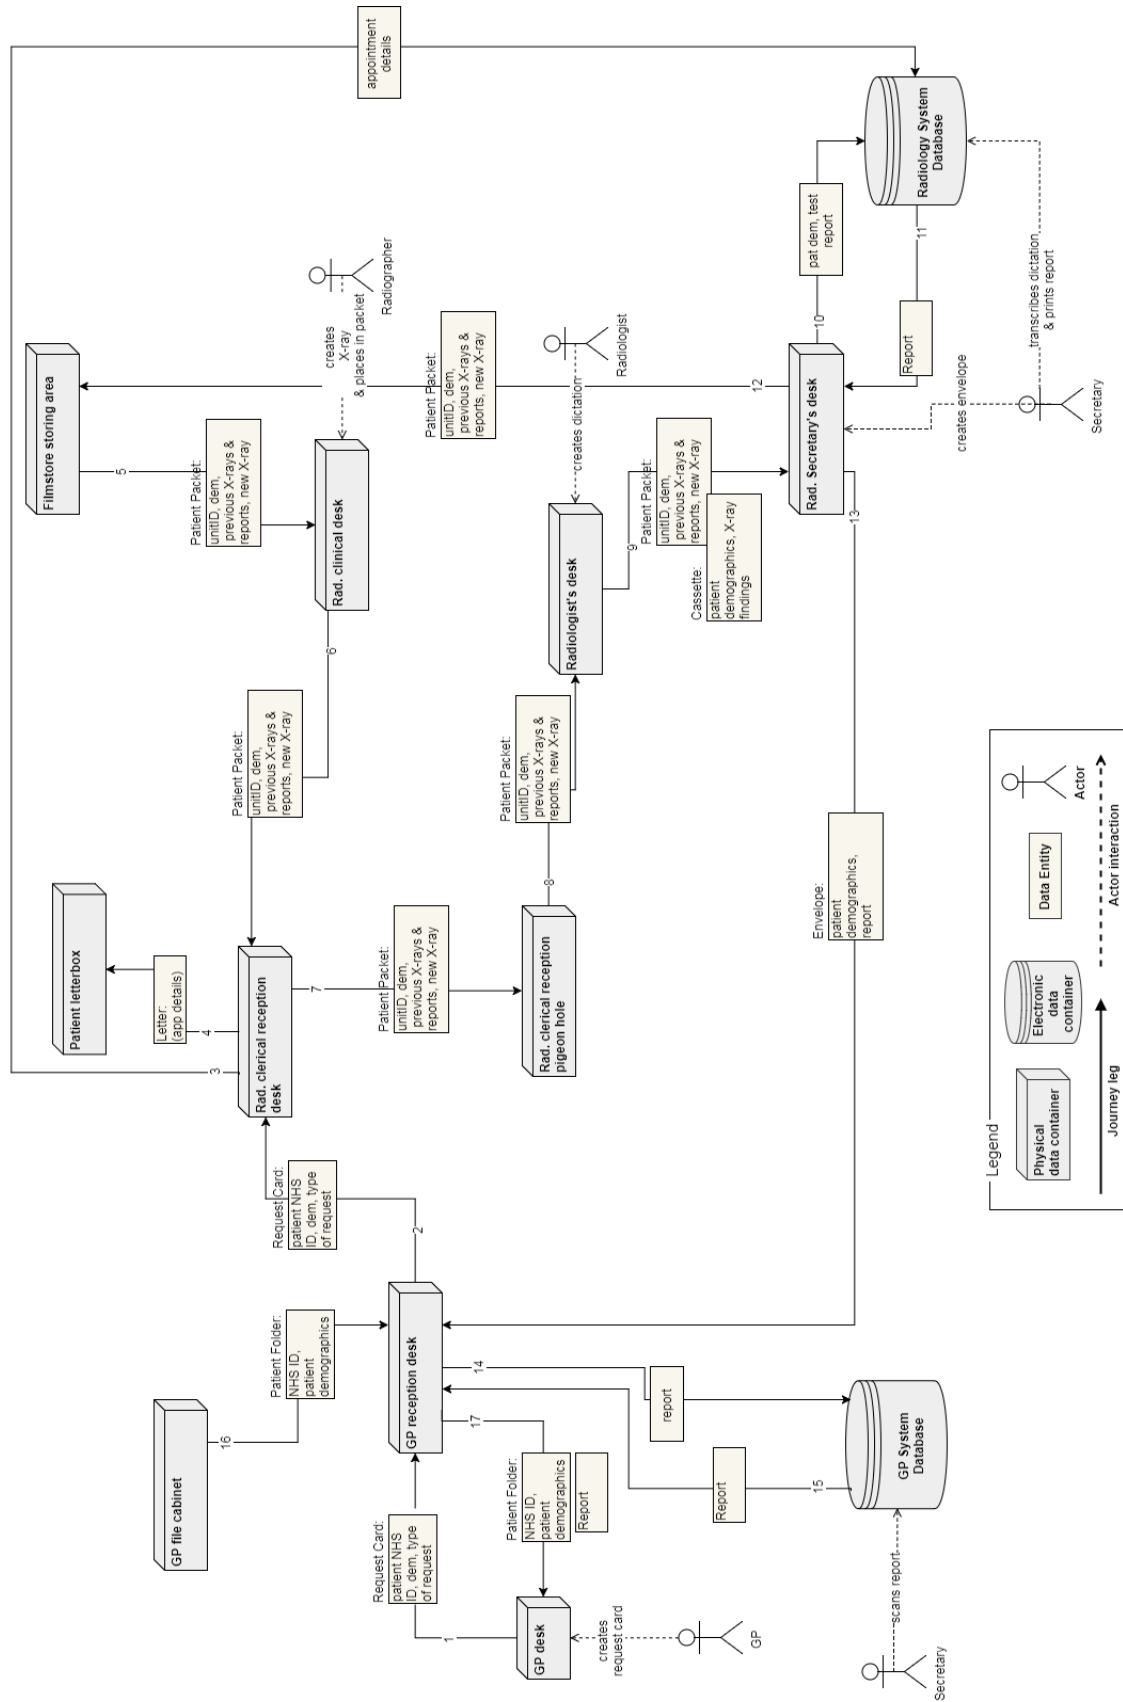 GP file cabinet
16
Patient Folder:
NHS ID,
patient
demographics
Request Card:
patient NHS
ID, dem, type
of request
1
GP desk
creates
request card
GP
GP reception desk
17
Patient Folder:
NHS ID,
patient
demographics
Report
14
report
15
Report
GP System
Database
scans report
Secretary
2
Request Card:
patient NHS
ID, dem, type
of request
Patient letterbox
Letter:
(app details)
4
3
Rad. clerical reception
desk
7
Patient Packet:
unitID, dem,
previous X-rays &
reports, new X-ray
Rad. clerical reception
pigeon hole
8
Patient Packet:
unitID, dem,
previous X-rays &
reports, new X-ray
6
Patient Packet:
unitID, dem,
previous X-rays &
reports, new X-ray
Filmstore storing area
5
Patient Packet:
unitID, dem,
previous X-rays &
reports, new X-ray
Rad. clinical desk
creates
X-ray
& places in packet
Radiographer
Patient Packet:
unitID, dem,
previous X-rays &
reports, new X-ray
12
Radiologist's desk
creates dictation
Radiologist
9
Patient Packet:
unitID, dem,
previous X-rays &
reports, new X-ray
Cassette:
patient
demographics, X-ray
findings
Rad. Secretary's desk
13
Envelope:
patient
demographics,
report
10
pat dem, test
report
11
Report
appointment
details
Radiology System
Database
creates envelope
transcribes dictation
& prints report
Secretary
Legend
Physical
data container
Electronic
data
container
Data Entity
Actor
Journey leg
Actor interaction